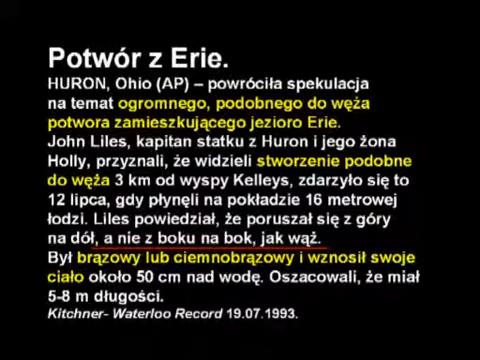 Potwór z Erie.
HURON, Ohio (AP) – powróciła spekulacja
na temat ogromnego, podobnego do węża
potwora zamieszkującego jezioro Erie.
John Liles, kapitan statku z Huron i jego żona
Holly, przyznali, że widzieli stworzenie podobne
do węża 3 km od wyspy Kelleys, zdarzyło się to
12 lipca, gdy płynęli na pokładzie 16 metrowej
łodzi. Liles powiedział, że poruszał się z góry
na dół, a nie z boku na bok, jak wąż.
Był brązowy lub ciemnobrązowy i wznosił swoje
ciało około 50 cm nad wodę. Oszacowali, że miał
5-8 m długości.
Kitchner- Waterloo Record 19.07.1993.